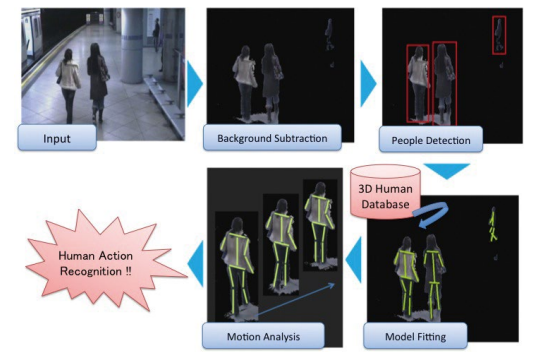 Input
Background Subtraction
People Detection
3D Human
Database
Human Action
Recognition !!
Motion Analysis
Model Fitting